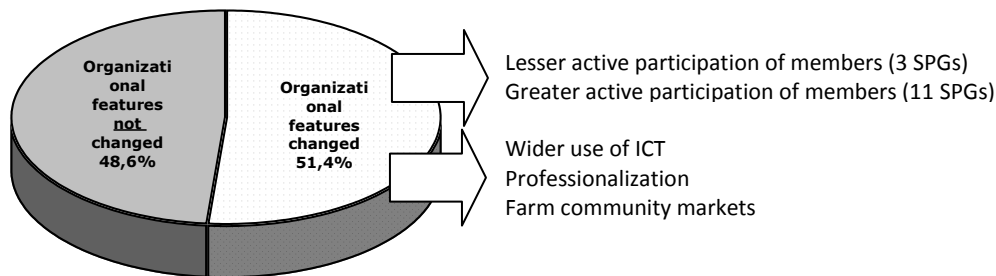 Organizati
onal
features
not
changed
48,6%
Organizati
onal
features
changed
51,4%
Lesser active participation of members (3 SPGs)
Greater active participation of members (11 SPGs)
Wider use of ICT
Professionalization
Farm community markets